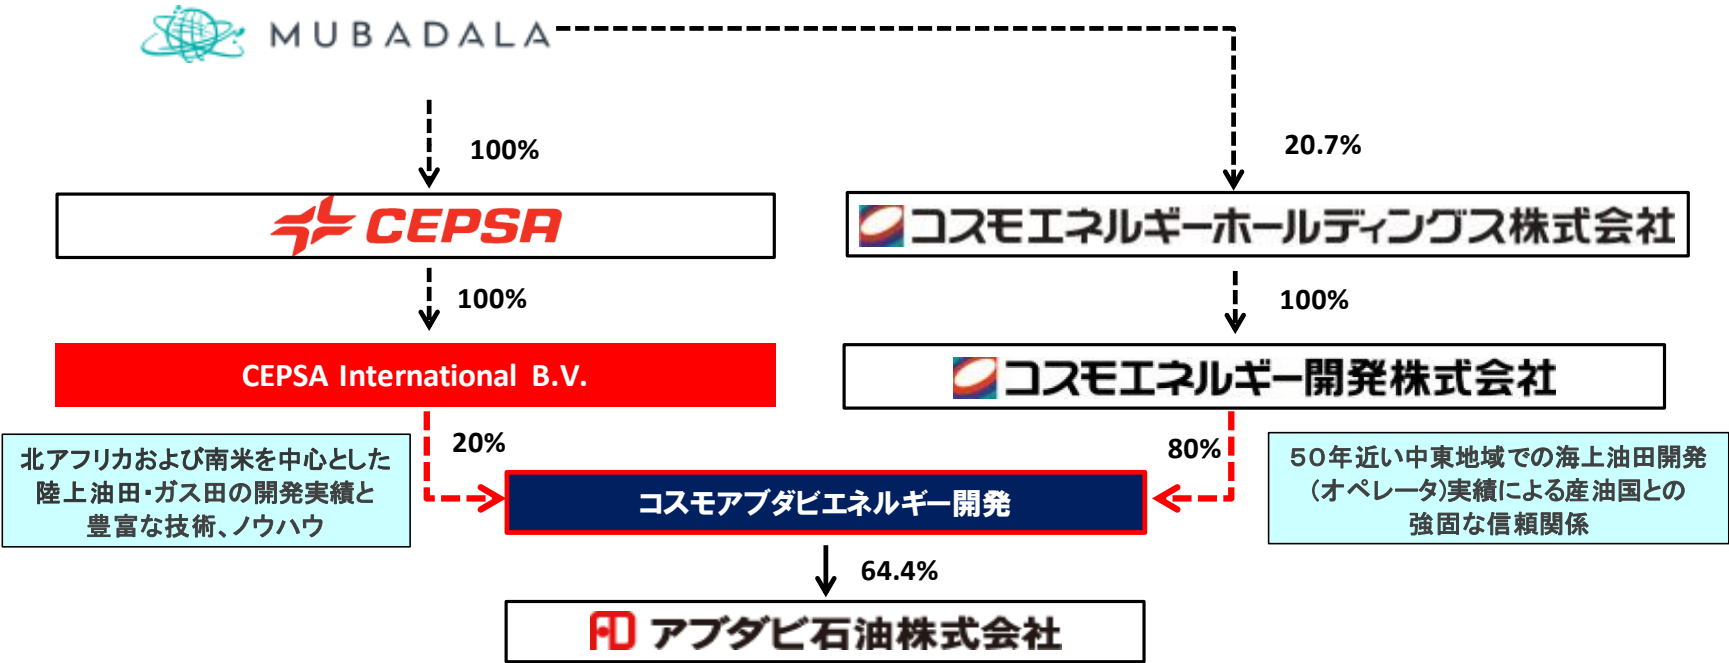 MUBADALA
100%
20.7%
CEPSA
コスモエネルギーホールディングス株式会社
100%
100%
CEPSA International B.V.
コスモエネルギー開発株式会社
20%
80%
北アフリカおよび南米を中心とした
陸上油田・ガス田の開発実績と
豊富な技術、ノウハウ
50年近い中東地域での海上油田開発
(オペレータ)実績による産油国との
強固な信頼関係
コスモアブダビエネルギー開発
64.4%
アブダビ石油株式会社